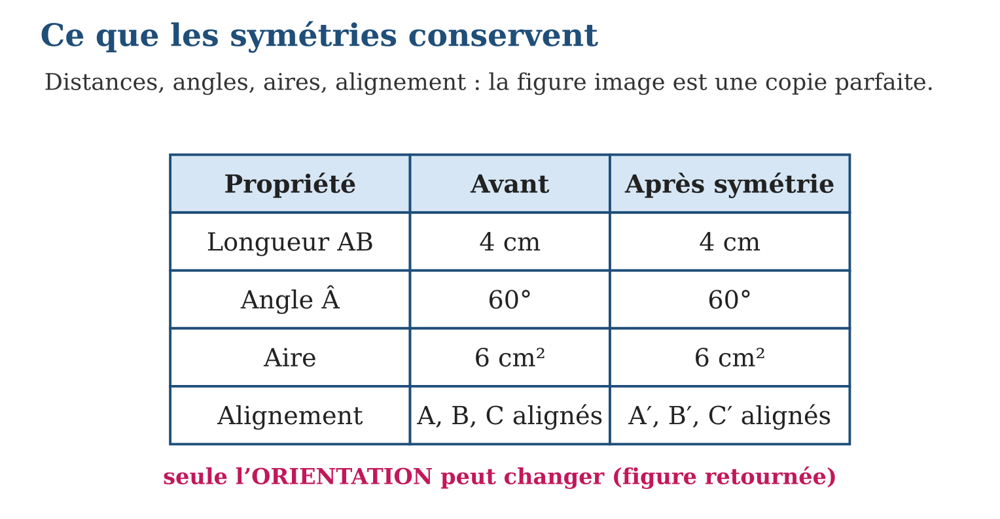 Ce que les symétries conservent
Distances, angles, aires, alignement : la figure image est une copie parfaite.
Propriété Avant Après symétrie
Longueur AB 4 cm 4 cm
Angle Â 60° 60°
Aire 6 cm² 6 cm²
Alignement A, B, C alignés A′, B′, C′ alignés
seule l’ORIENTATION peut changer (figure retournée)